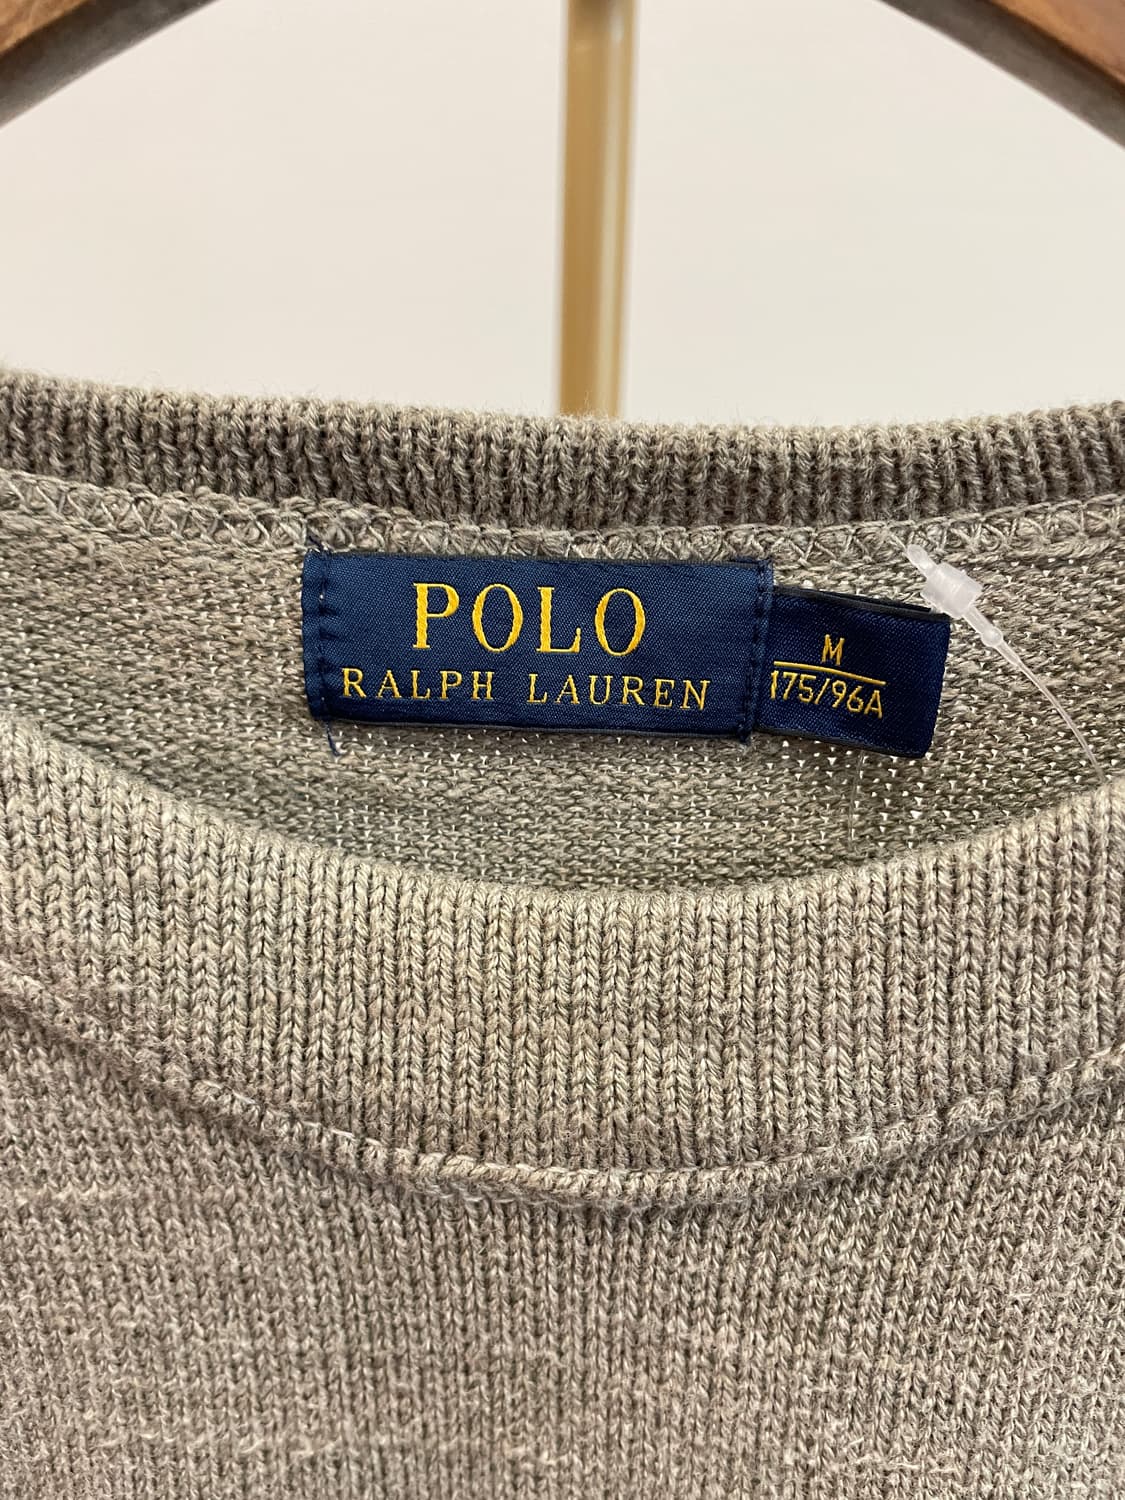 POLO
RALPH LAUREN
M
175/96A